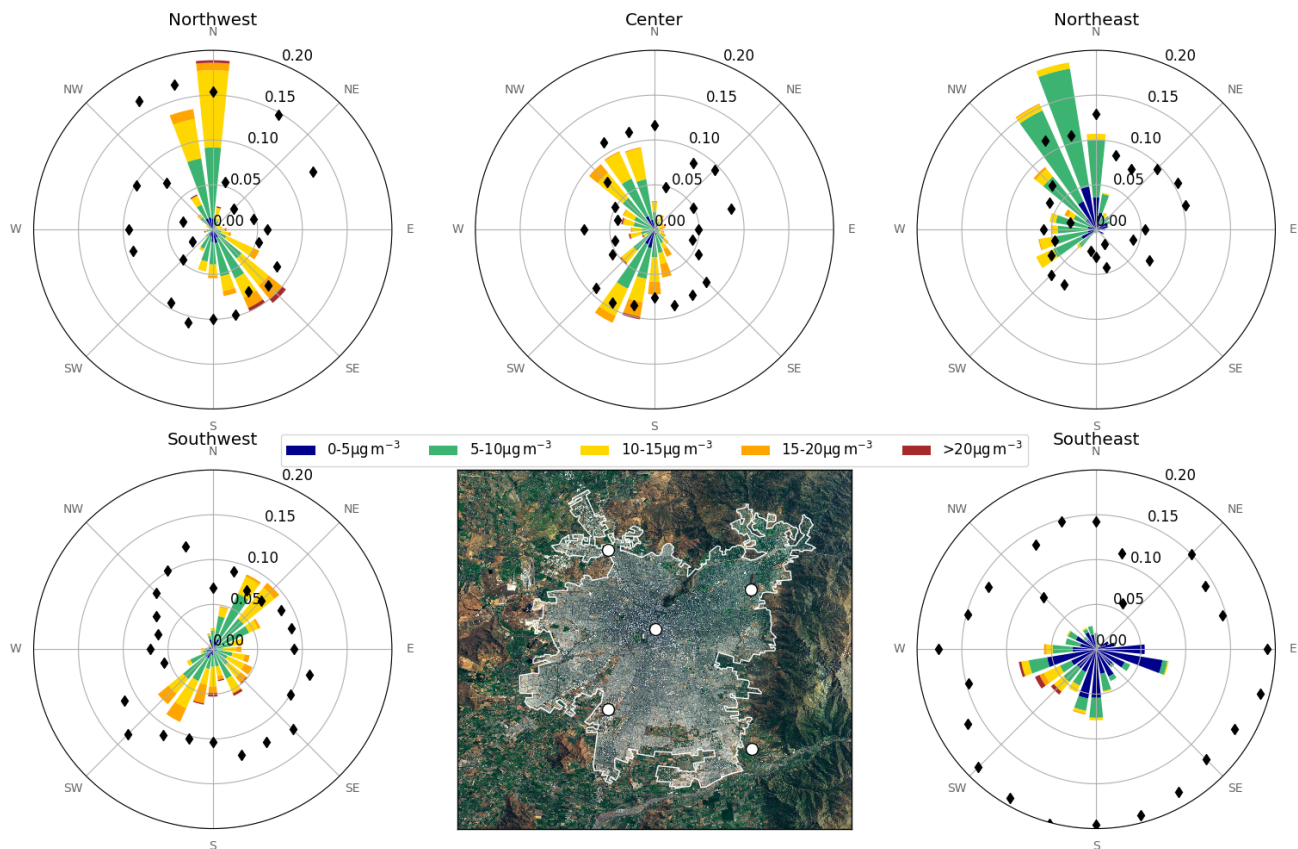 Northwest
N
0.20
NW
0.15
NE
0.10
0.05
W
0.00
E
SW
SE
S
Center
N
0.20
NW
0.15
NE
0.10
0.05
W
0.00
E
SW
SE
S
Northeast
N
0.20
NW
0.15
NE
0.10
0.05
W
0.00
E
SW
SE
S
0-5μg m⁻³
5-10μg m⁻³
10-15μg m⁻³
15-20μg m⁻³
>20μg m⁻³
Southwest
N
0.20
NW
0.15
NE
0.10
0.05
W
0.00
E
SW
SE
S
Southeast
N
0.20
NW
0.15
NE
0.10
0.05
W
0.00
E
SW
SE
S